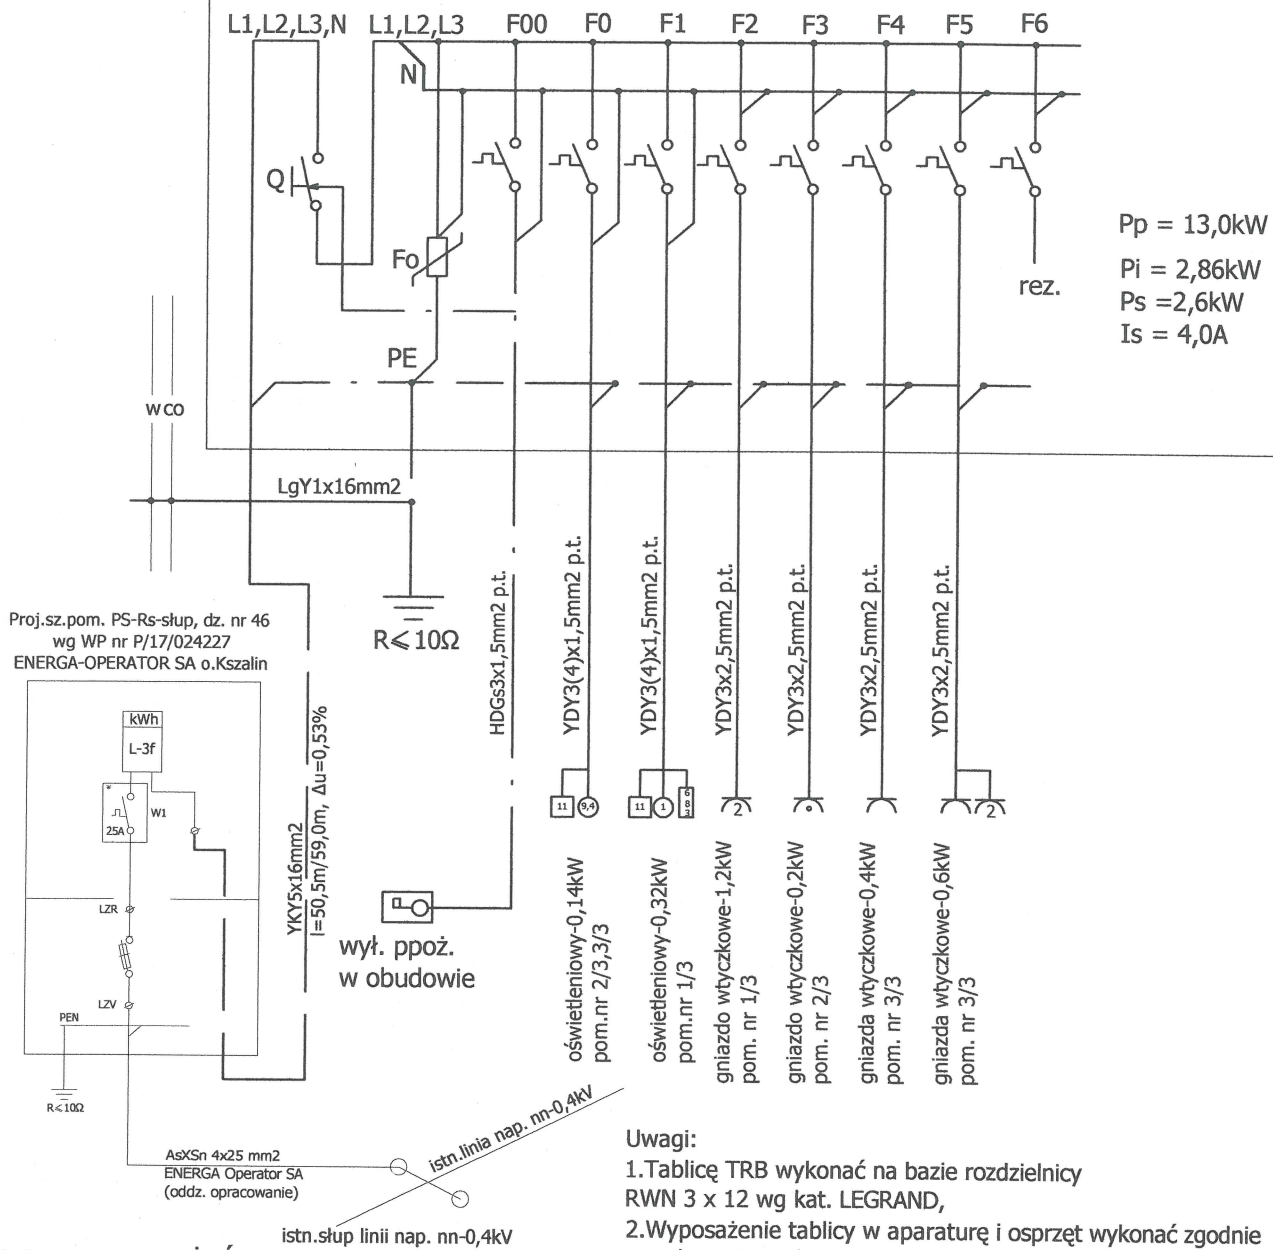 L1,L2,L3,N L1,L2,L3 F00 F0 F1 F2 F3 F4 F5 F6
N
Q
Fo
PE
rez.
Pp = 13,0kW
Pi = 2,86kW
Ps =2,6kW
Is = 4,0A
W CO
LgY1x16mm2
R⩽10Ω
Proj.sz.pom. PS-Rs-słup, dz. nr 46
wg WP nr P/17/024227
ENERGA-OPERATOR SA o.Kszalin
kWh
L-3f
*
W1
25A
LZR
LZV
PEN
R⩽10Ω
YKY5x16mm2
l=50,5m/59,0m, Δu=0,53%
HDGs3x1,5mm2 p.t.
YDY3(4)x1,5mm2 p.t.
YDY3(4)x1,5mm2 p.t.
YDY3x2,5mm2 p.t.
YDY3x2,5mm2 p.t.
YDY3x2,5mm2 p.t.
YDY3x2,5mm2 p.t.
11 9,4
11 1 6 8 3
2
2
wył. ppoż.
w obudowie
oświetleniowy-0,14kW
pom.nr 2/3,3/3
oświetleniowy-0,32kW
pom.nr 1/3
gniazdo wtyczkowe-1,2kW
pom. nr 1/3
gniazdo wtyczkowe-0,2kW
pom. nr 2/3
gniazda wtyczkowe-0,4kW
pom. nr 3/3
gniazda wtyczkowe-0,6kW
pom. nr 3/3
AsXSn 4x25 mm2
ENERGA Operator SA
(oddz. opracowanie)
istn.linia nap. nn-0,4kV
istn.słup linii nap. nn-0,4kV
Uwagi:
1.Tablicę TRB wykonać na bazie rozdzielnicy
RWN 3 x 12 wg kat. LEGRAND,
2.Wyposażenie tablicy w aparaturę i osprzęt wykonać zgodnie